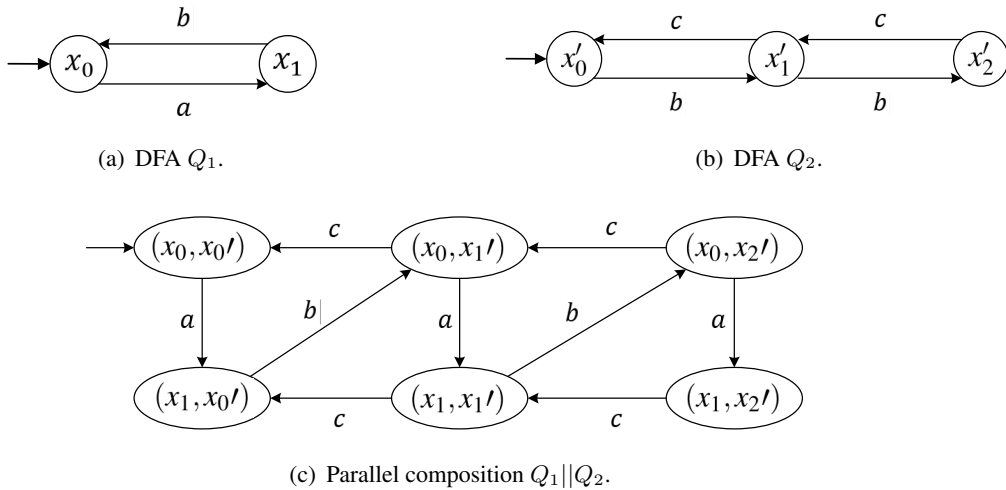 b
c
c
x₀
x₁
x′₀
x′₁
x′₂
a
b
b
(a) DFA Q₁.
(b) DFA Q₂.
c
c
(x₀, x₀′)
(x₀, x₁′)
(x₀, x₂′)
a
b
a
b
a
(x₁, x₀′)
(x₁, x₁′)
(x₁, x₂′)
c
c
(c) Parallel composition Q₁||Q₂.